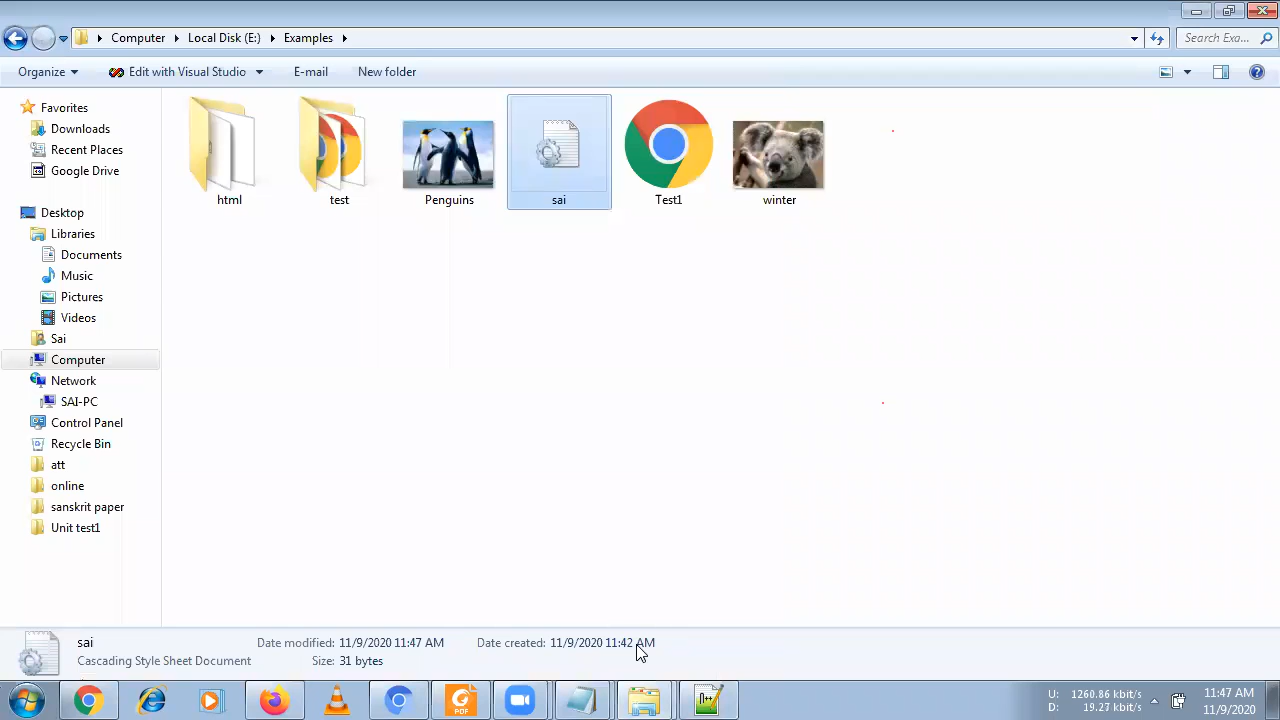 Computer
Local Disk (E:)
Examples
Search Exa...
Organize
Edit with Visual Studio
E-mail
New folder
Favorites
Downloads
Recent Places
Google Drive
Desktop
Libraries
Documents
Music
Pictures
Videos
Sai
Computer
Network
SAI-PC
Control Panel
Recycle Bin
att
online
sanskrit paper
Unit test1
html
test
Penguins
sai
Test1
winter
sai
Date modified: 11/9/2020 11:47 AM
Date created: 11/9/2020 11:42 AM
Cascading Style Sheet Document
Size: 31 bytes
PDF
U: 1260.86 kbit/s
D: 19.27 kbit/s
11:47 AM
11/9/2020